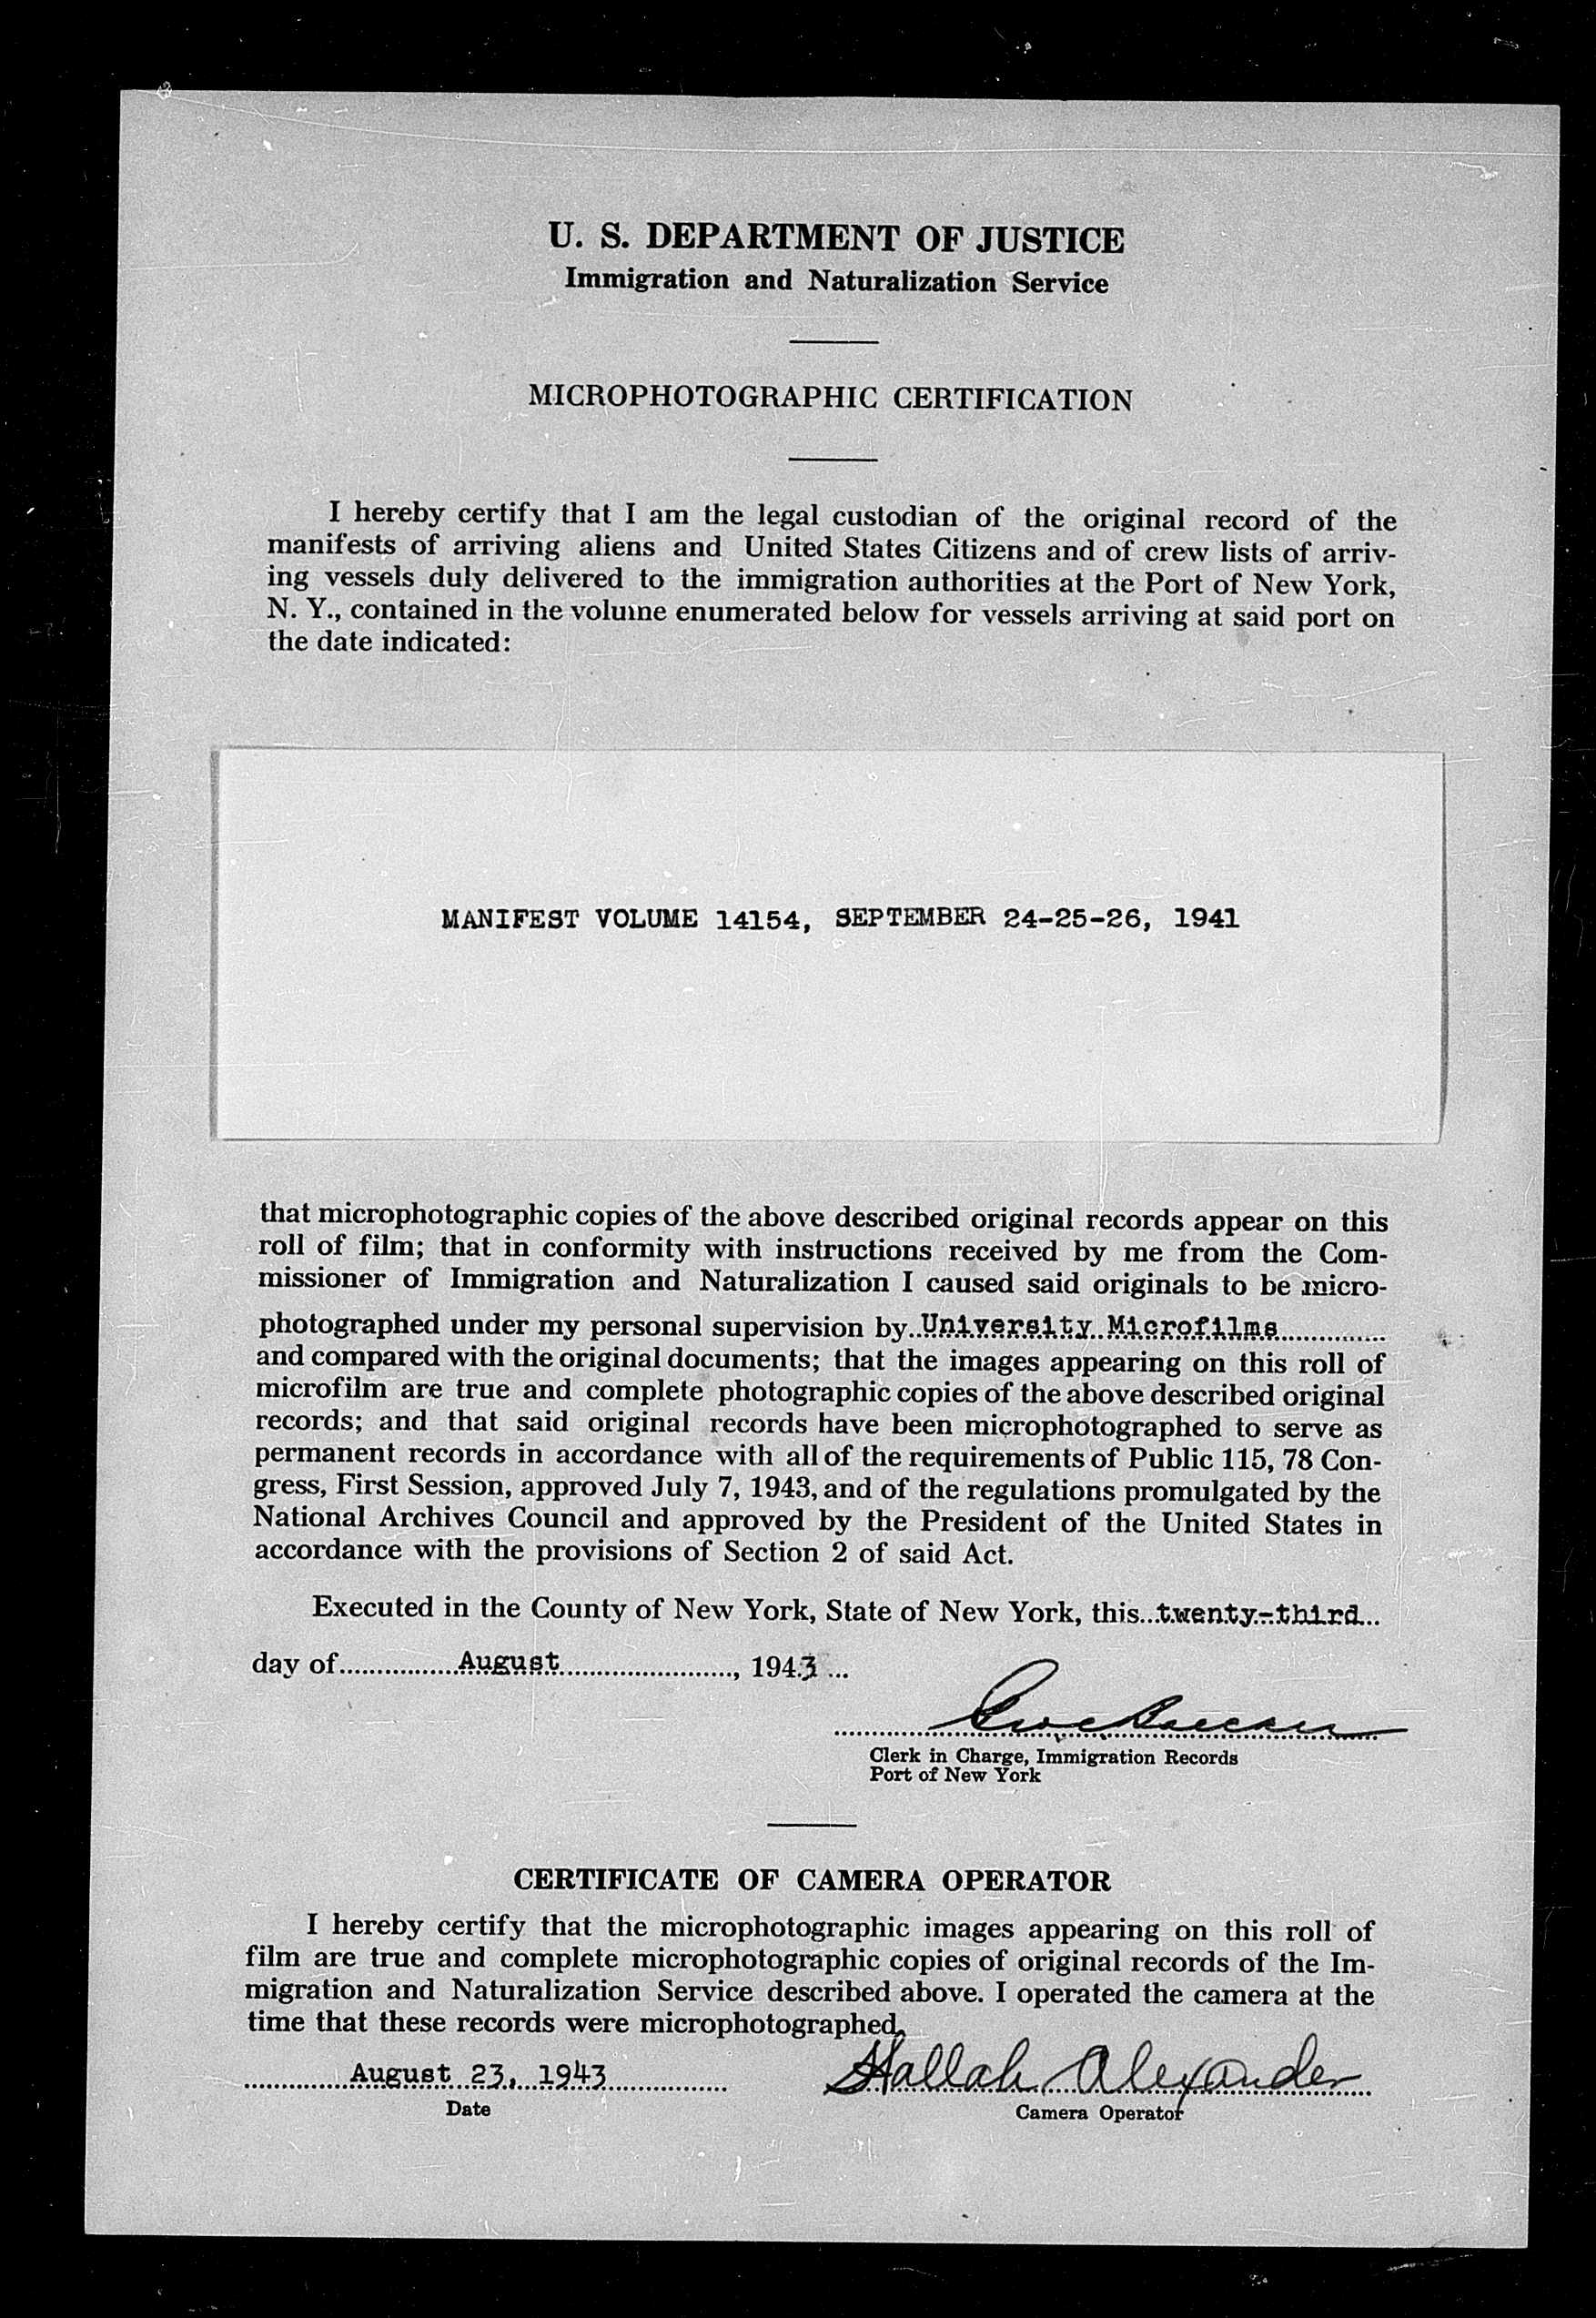 U. S. DEPARTMENT OF JUSTICE
Immigration and Naturalization Service
MICROPHOTOGRAPHIC CERTIFICATION
I hereby certify that I am the legal custodian of the original record of the
manifests of arriving aliens and United States Citizens and of crew lists of arriv-
ing vessels duly delivered to the immigration authorities at the Port of New York,
N. Y., contained in the volume enumerated below for vessels arriving at said port on
the date indicated:
MANIFEST VOLUME 14154, SEPTEMBER 24-25-26, 1941
that microphotographic copies of the above described original records appear on this
roll of film; that in conformity with instructions received by me from the Com-
missioner of Immigration and Naturalization I caused said originals to be micro-
photographed under my personal supervision by University Microfilms
and compared with the original documents; that the images appearing on this roll of
microfilm are true and complete photographic copies of the above described original
records; and that said original records have been microphotographed to serve as
permanent records in accordance with all of the requirements of Public 115, 78 Con-
gress, First Session, approved July 7, 1943, and of the regulations promulgated by the
National Archives Council and approved by the President of the United States in
accordance with the provisions of Section 2 of said Act.
Executed in the County of New York, State of New York, this twenty-third
day of August, 1943
Clerk in Charge, Immigration Records
Port of New York
CERTIFICATE OF CAMERA OPERATOR
I hereby certify that the microphotographic images appearing on this roll of
film are true and complete microphotographic copies of original records of the Im-
migration and Naturalization Service described above. I operated the camera at the
time that these records were microphotographed.
August 23, 1943 Hallah Alexander
Date Camera Operator